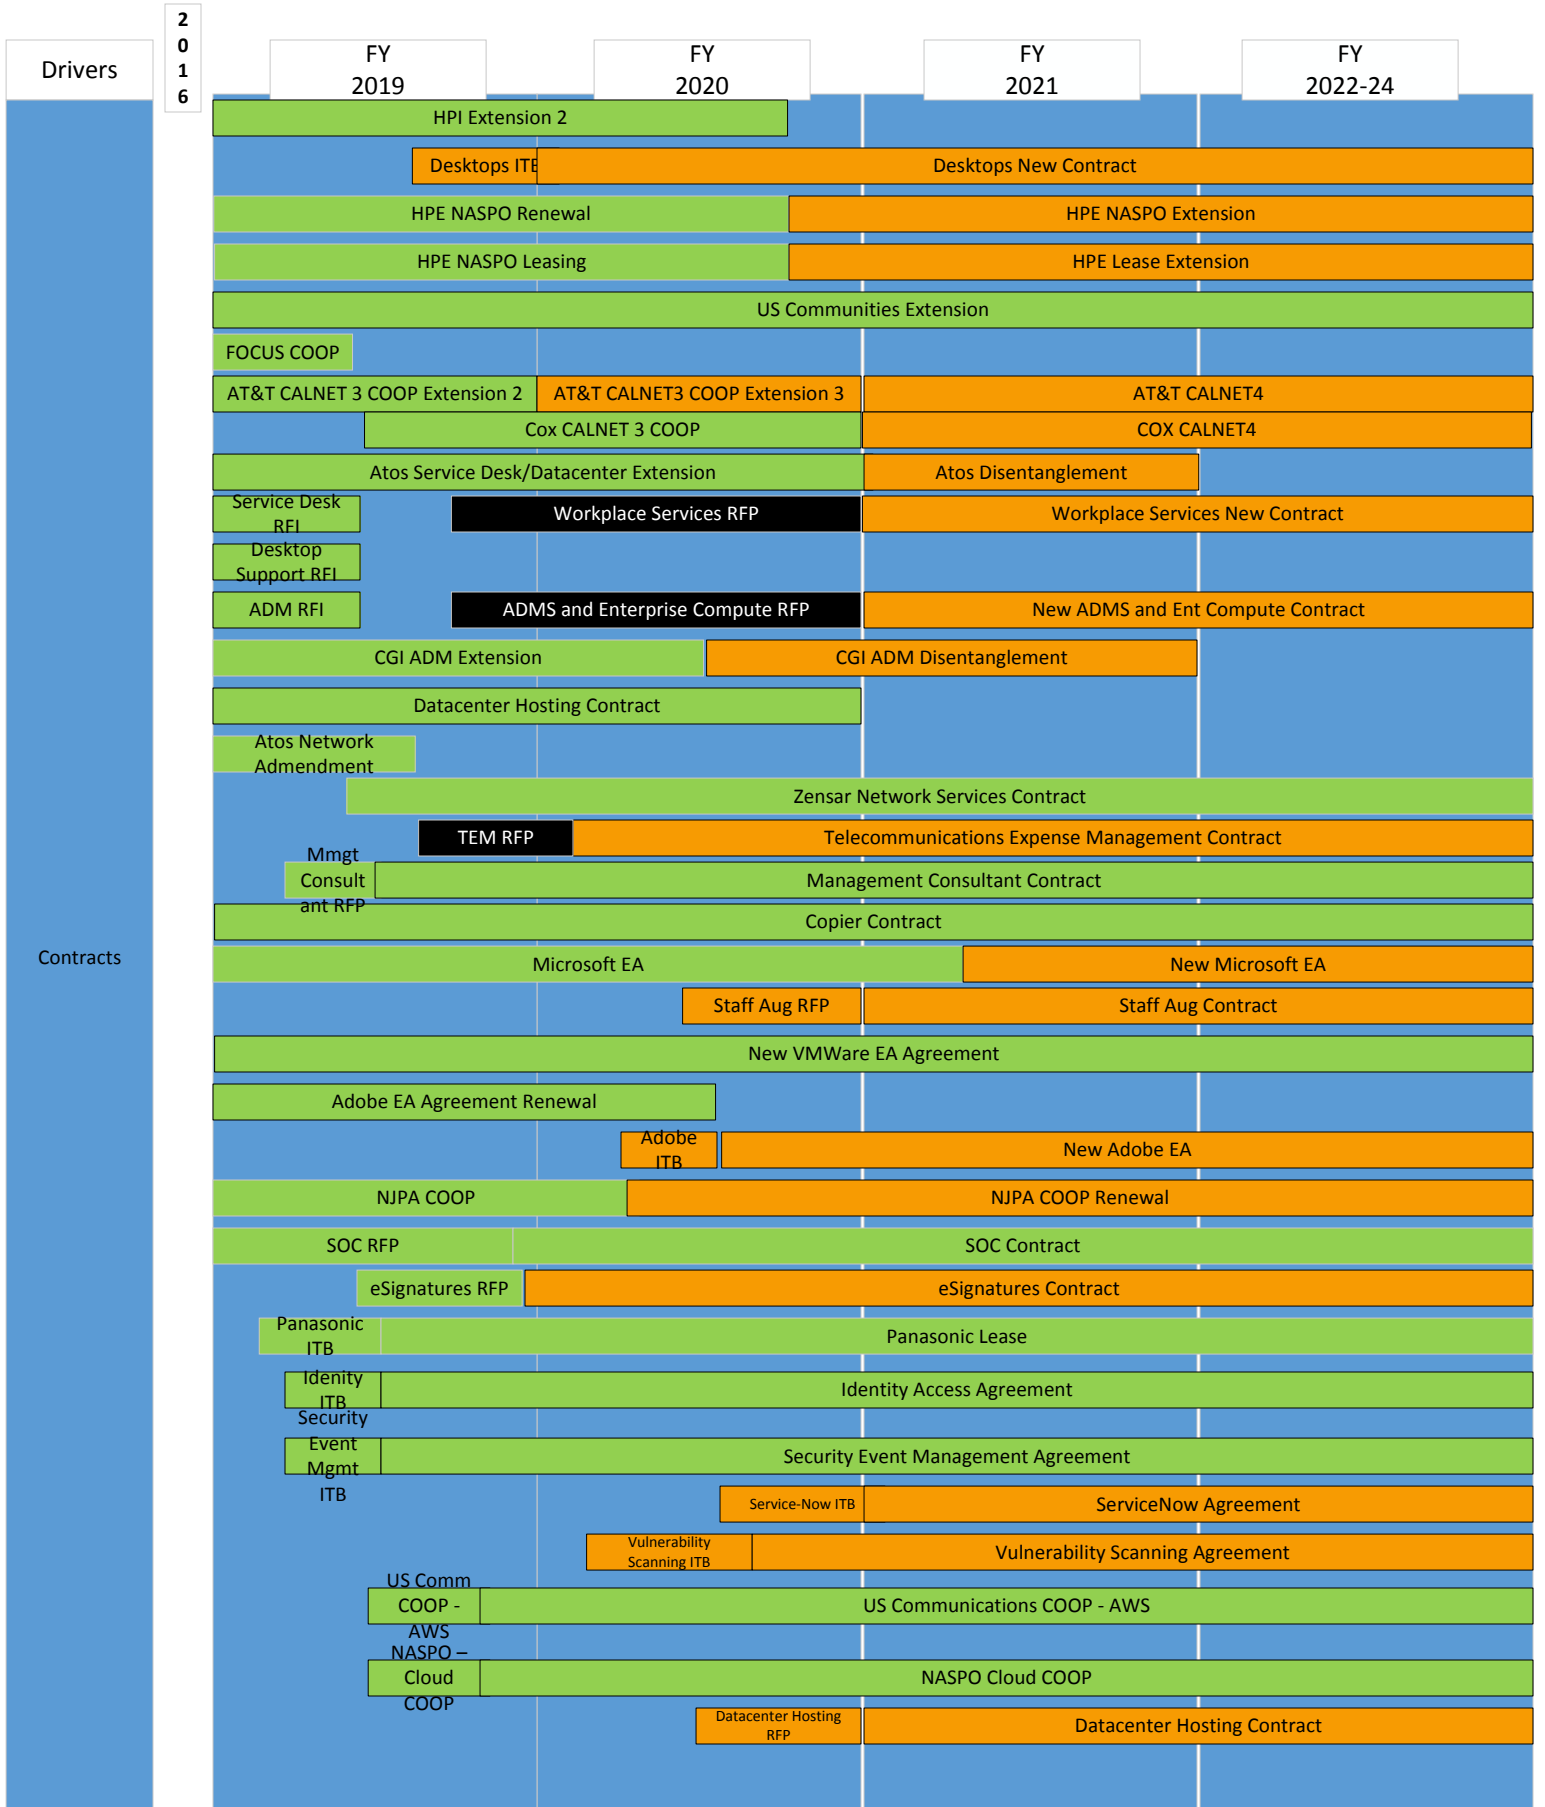 2
0
1
6
Drivers
FY
2019
FY
2020
FY
2021
FY
2022-24
Contracts
HPI Extension 2
Desktops ITB
Desktops New Contract
HPE NASPO Renewal
HPE NASPO Extension
HPE NASPO Leasing
HPE Lease Extension
US Communities Extension
FOCUS COOP
AT&T CALNET 3 COOP Extension 2
AT&T CALNET3 COOP Extension 3
AT&T CALNET4
Cox CALNET 3 COOP
COX CALNET4
Atos Service Desk/Datacenter Extension
Atos Disentanglement
Service Desk
RFI
Workplace Services RFP
Workplace Services New Contract
Desktop
Support RFI
ADM RFI
ADMS and Enterprise Compute RFP
New ADMS and Ent Compute Contract
CGI ADM Extension
CGI ADM Disentanglement
Datacenter Hosting Contract
Atos Network
Admendment
Zensar Network Services Contract
TEM RFP
Telecommunications Expense Management Contract
Mmgt
Consult
ant RFP
Management Consultant Contract
Copier Contract
Microsoft EA
New Microsoft EA
Staff Aug RFP
Staff Aug Contract
New VMWare EA Agreement
Adobe EA Agreement Renewal
Adobe
ITB
New Adobe EA
NJPA COOP
NJPA COOP Renewal
SOC RFP
SOC Contract
eSignatures RFP
eSignatures Contract
Panasonic
ITB
Panasonic Lease
Idenity
ITB
Identity Access Agreement
Security
Event
Mgmt
ITB
Security Event Management Agreement
Service-Now ITB
ServiceNow Agreement
Vulnerability
Scanning ITB
Vulnerability Scanning Agreement
US Comm
COOP -
AWS
US Communications COOP - AWS
NASPO –
Cloud
COOP
NASPO Cloud COOP
Datacenter Hosting
RFP
Datacenter Hosting Contract